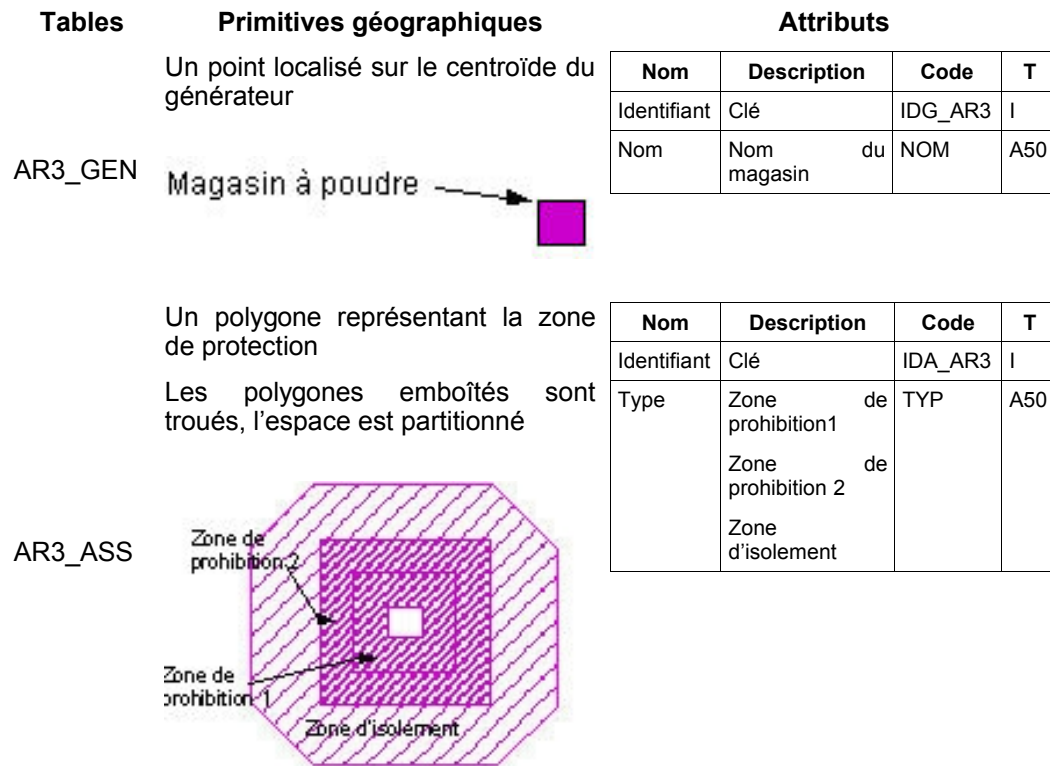 Tables Primitives géographiques Attributs
Un point localisé sur le centroïde du
générateur
AR3_GEN
Magasin à poudre
Nom Description Code T
Identifiant Clé IDG_AR3 I
Nom Nom du NOM A50
magasin
Un polygone représentant la zone
de protection
Les polygones emboîtés sont
troués, l'espace est partitionné
AR3_ASS
Zone de
prohibition 2
Zone de
prohibition 1
Zone d'isolément
Nom Description Code T
Identifiant Clé IDA_AR3 I
Type Zone de TYP A50
prohibition1
Zone de
prohibition 2
Zone
d'isolement